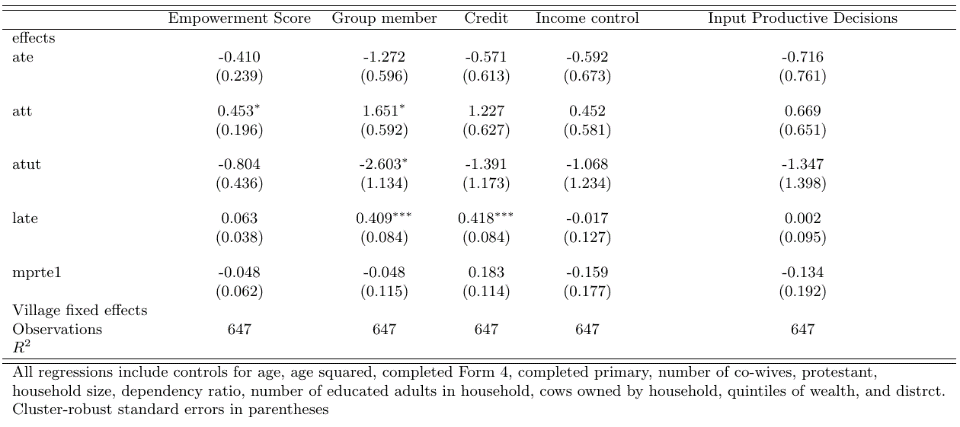 Empowerment Score Group member Credit Income control Input Productive Decisions
effects
ate -0.410 -1.272 -0.571 -0.592 -0.716
(0.239) (0.596) (0.613) (0.673) (0.761)
att 0.453* 1.651* 1.227 0.452 0.669
(0.196) (0.592) (0.627) (0.581) (0.651)
atut -0.804 -2.603* -1.391 -1.068 -1.347
(0.436) (1.134) (1.173) (1.234) (1.398)
late 0.063 0.409*** 0.418*** -0.017 0.002
(0.038) (0.084) (0.084) (0.127) (0.095)
mprte1 -0.048 -0.048 0.183 -0.159 -0.134
(0.062) (0.115) (0.114) (0.177) (0.192)
Village fixed effects
Observations 647 647 647 647 647
R²
All regressions include controls for age, age squared, completed Form 4, completed primary, number of co-wives, protestant,
household size, dependency ratio, number of educated adults in household, cows owned by household, quintiles of wealth, and distrct.
Cluster-robust standard errors in parentheses